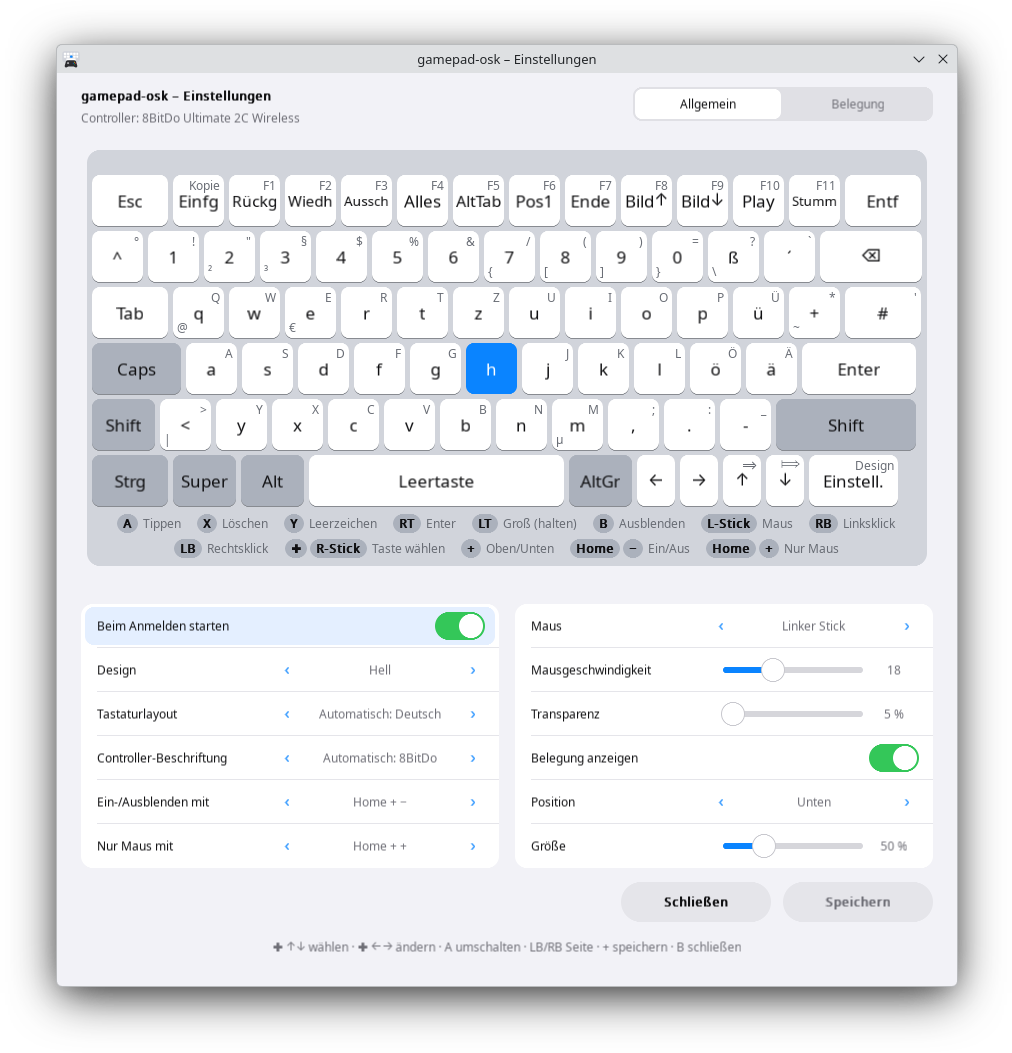 gamepad-osk – Einstellungen
gamepad-osk – Einstellungen
Controller: 8BitDo Ultimate 2C Wireless
Allgemein Belegung
Kopie F1 F2 F3 F4 F5 F6 F7 F8 F9 F10 F11
Esc Einfg Rückg Wiedh Aussch Alles AltTab Pos1 Ende Bild↑ Bild↓ Play Stumm Entf
° ! " § $ % & / ( ) = ? `
^ 1 2 3 4 5 6 7 8 9 0 ß ´ ⌫
² ³ { [ ] } \
Q W E R T Z U I O P Ü * '
Tab q w e r t z u i o p ü + #
@ € ~
A S D F G J K L Ö Ä
Caps a s d f g h j k l ö ä Enter
> Y X C V B N M ; : _
Shift < y x c v b n m , . - Shift
| µ
⇒ ⟾ Design
Strg Super Alt Leertaste AltGr ← → ↑ ↓ Einstell.
A Tippen X Löschen Y Leerzeichen RT Enter LT Groß (halten) B Ausblenden L-Stick Maus RB Linksklick
LB Rechtsklick ✚ R-Stick Taste wählen + Oben/Unten Home − Ein/Aus Home + Nur Maus
Beim Anmelden starten
Design ‹ Hell ›
Tastaturlayout ‹ Automatisch: Deutsch ›
Controller-Beschriftung ‹ Automatisch: 8BitDo ›
Ein-/Ausblenden mit ‹ Home + − ›
Nur Maus mit ‹ Home + + ›
Maus ‹ Linker Stick ›
Mausgeschwindigkeit 18
Transparenz 5 %
Belegung anzeigen
Position ‹ Unten ›
Größe 50 %
Schließen Speichern
✚ ↑↓ wählen · ✚ ←→ ändern · A umschalten · LB/RB Seite · + speichern · B schließen